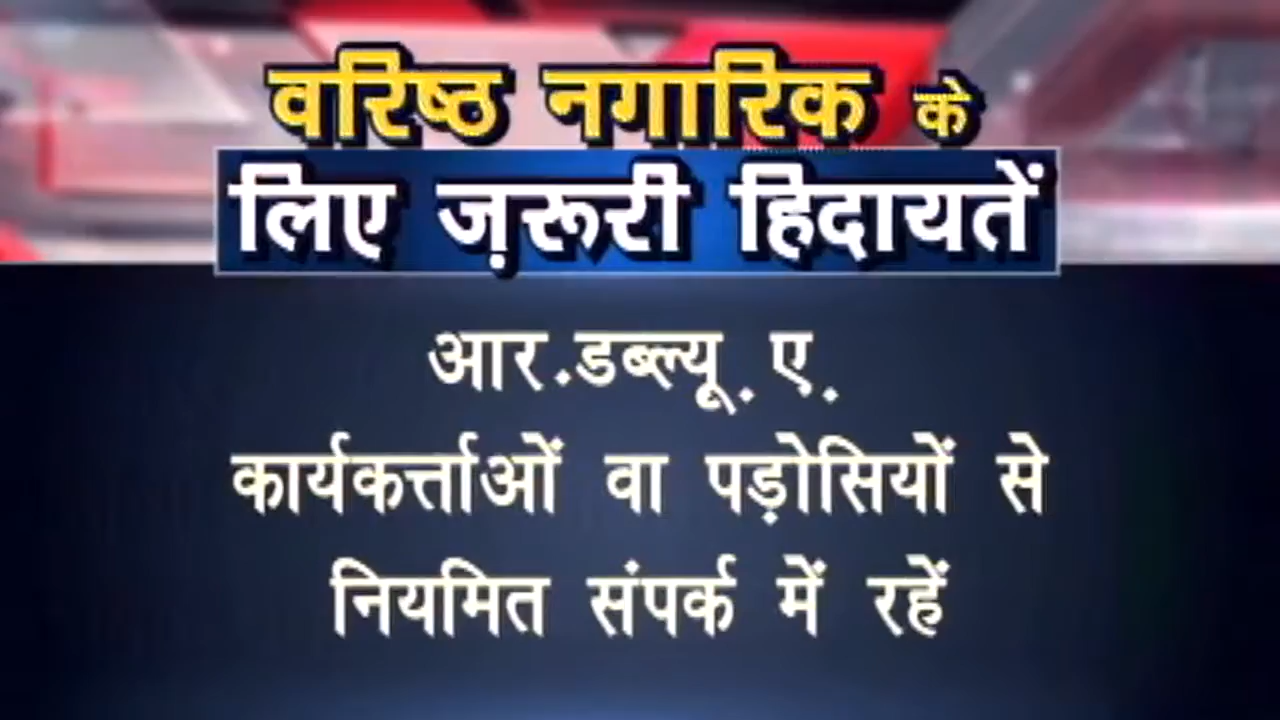 वरिष्ठ नगारिक के
लिए ज़रूरी हिदायतें
आर.डब्ल्यू. ए.
कार्यकर्त्ताओं वा पड़ोसियों से
नियमित संपर्क में रहें